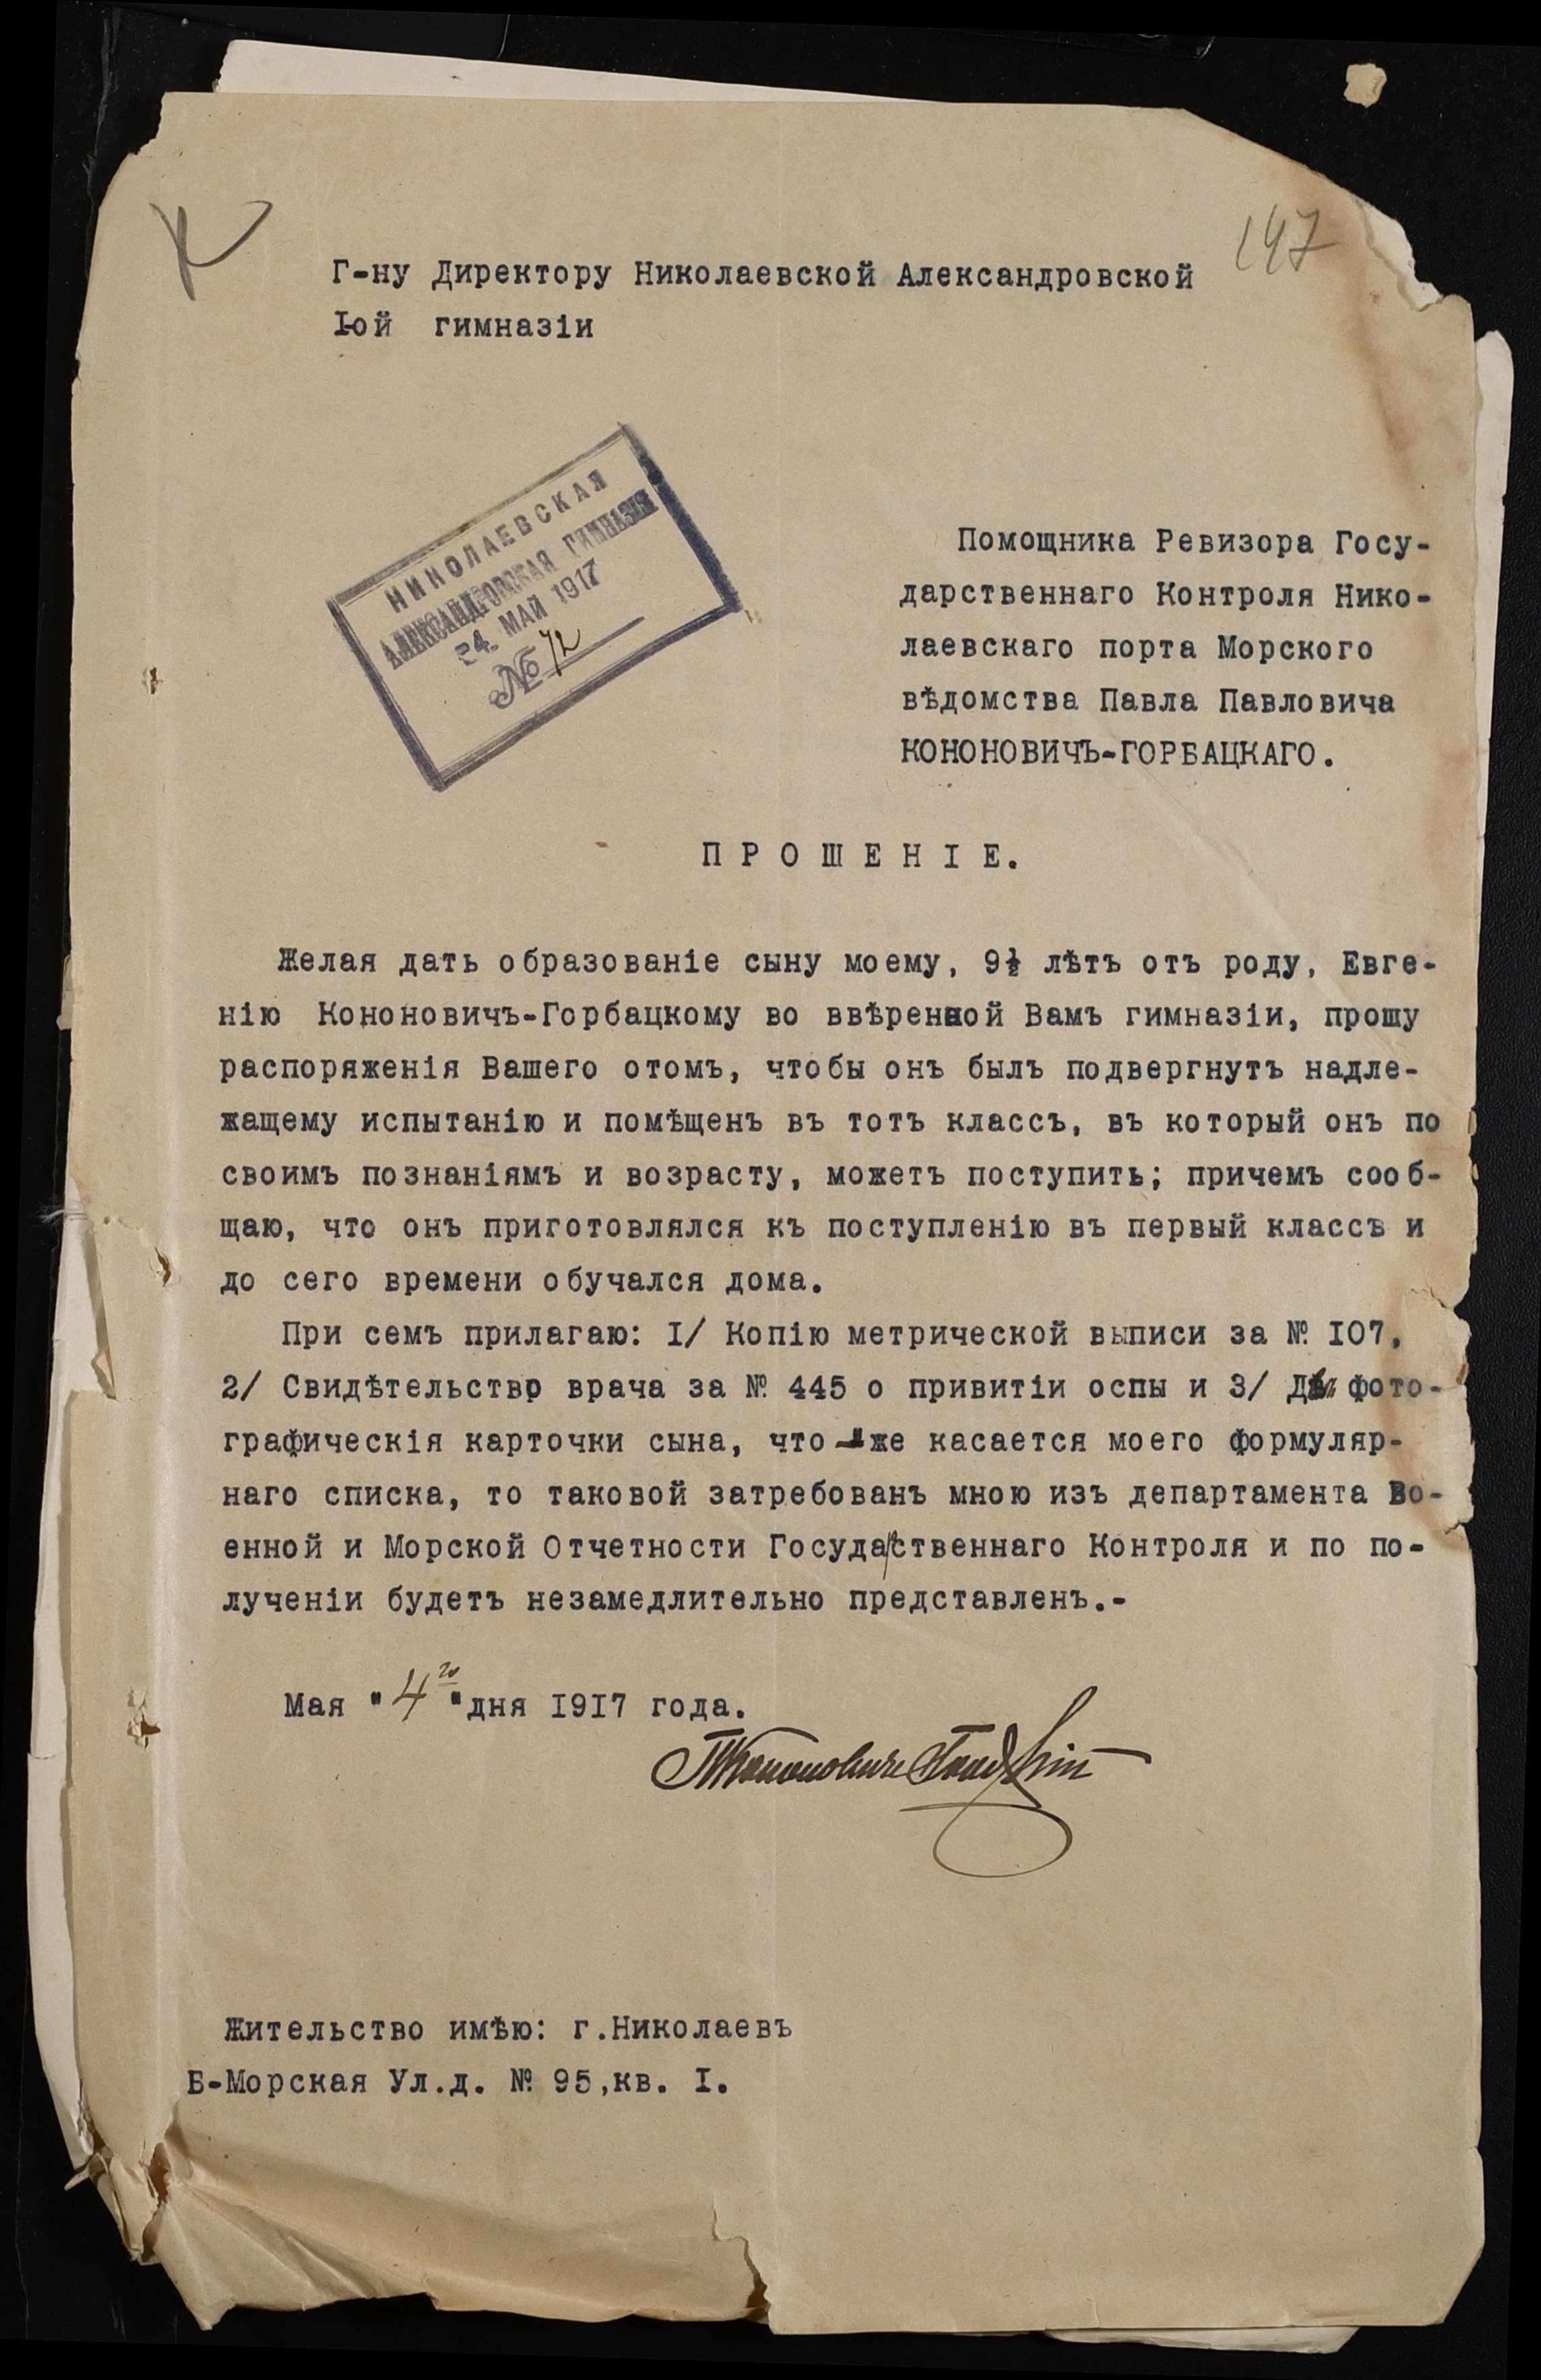 К
147
Г-ну Директору Николаевской Александровской
I-ой гимназіи
НИКОЛАЕВСКАЯ
АЛЕКСАНДРОВСКАЯ ГИМНАЗІЯ
24 МАЙ 1917
№ 72
Помощника Ревизора Госу-
дарственнаго Контроля Нико-
лаевскаго порта Морского
вѣдомства Павла Павловича
КОНОНОВИЧЪ-ГОРБАЦКАГО.
ПРОШЕНІЕ.
Желая дать образованіе сыну моему, 9½ лѣтъ отъ роду, Евге-
нію Кононовичъ-Горбацкому во ввѣренной Вамъ гимназіи, прошу
распоряженія Вашего отомъ, чтобы онъ былъ подвергнутъ надле-
жащему испытанію и помѣщенъ въ тотъ классъ, въ который онъ по
своимъ познаніямъ и возрасту, можетъ поступить; причемъ сооб-
щаю, что онъ приготовлялся къ поступленію въ первый классъ и
до сего времени обучался дома.
При семъ прилагаю: I/ Копію метрической выписи за № I07,
2/ Свидѣтельство врача за № 445 о привитіи оспы и 3/ Два фото-
графическія карточки сына, что же касается моего формуляр-
наго списка, то таковой затребованъ мною изъ департамента Во-
енной и Морской Отчетности Государственнаго Контроля и по по-
лученіи будетъ незамедлительно представленъ.-
Мая "4го" дня I9I7 года.
ПКононовичъ Горбацкій
Жительство имѣю: г.Николаевъ
Б-Морская Ул.д. № 95,кв. I.